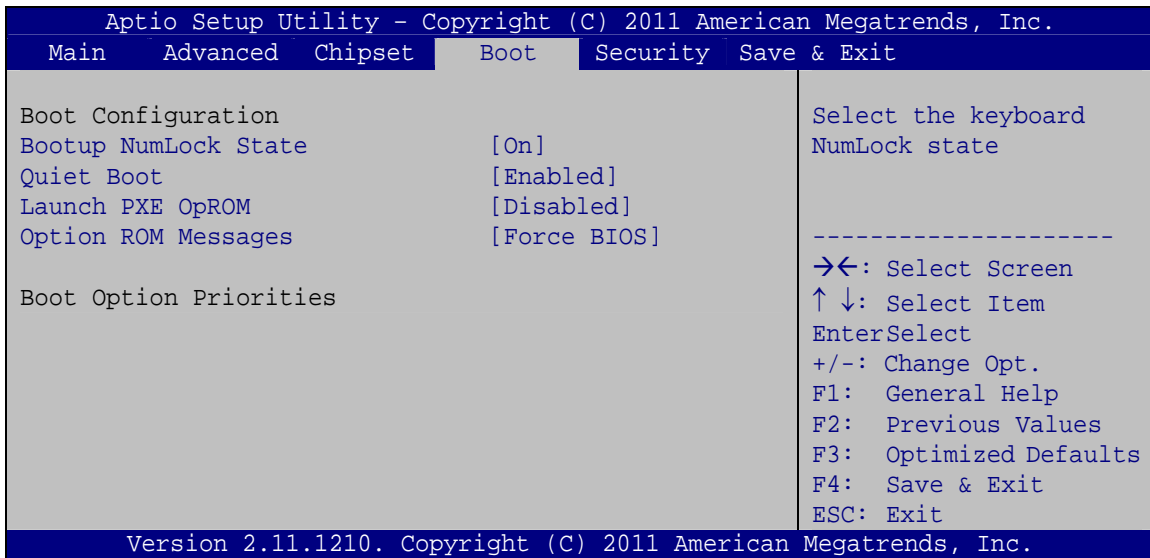 Aptio Setup Utility – Copyright (C) 2011 American Megatrends, Inc.
Main Advanced Chipset Boot Security Save & Exit
Boot Configuration
Bootup NumLock State [On]
Quiet Boot [Enabled]
Launch PXE OpROM [Disabled]
Option ROM Messages [Force BIOS]
Boot Option Priorities
Select the keyboard
NumLock state
---------------------
→←: Select Screen
↑ ↓: Select Item
EnterSelect
+/-: Change Opt.
F1: General Help
F2: Previous Values
F3: Optimized Defaults
F4: Save & Exit
ESC: Exit
Version 2.11.1210. Copyright (C) 2011 American Megatrends, Inc.